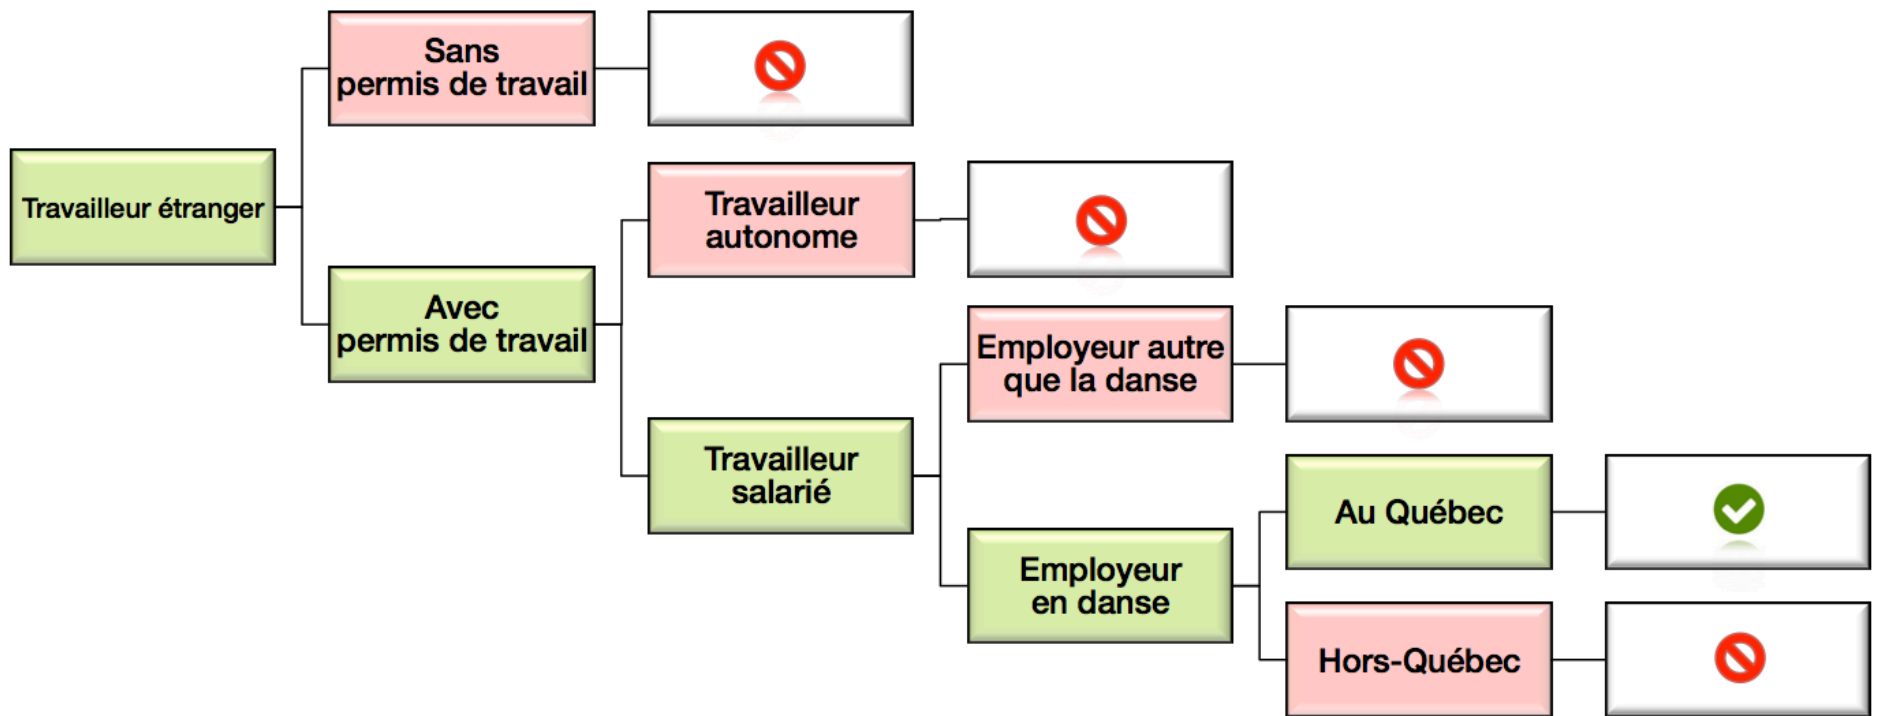 Sans
permis de travail
Travailleur étranger
Travailleur
autonome
Avec
permis de travail
Employeur autre
que la danse
Travailleur
salarié
Au Québec
Employeur
en danse
Hors-Québec